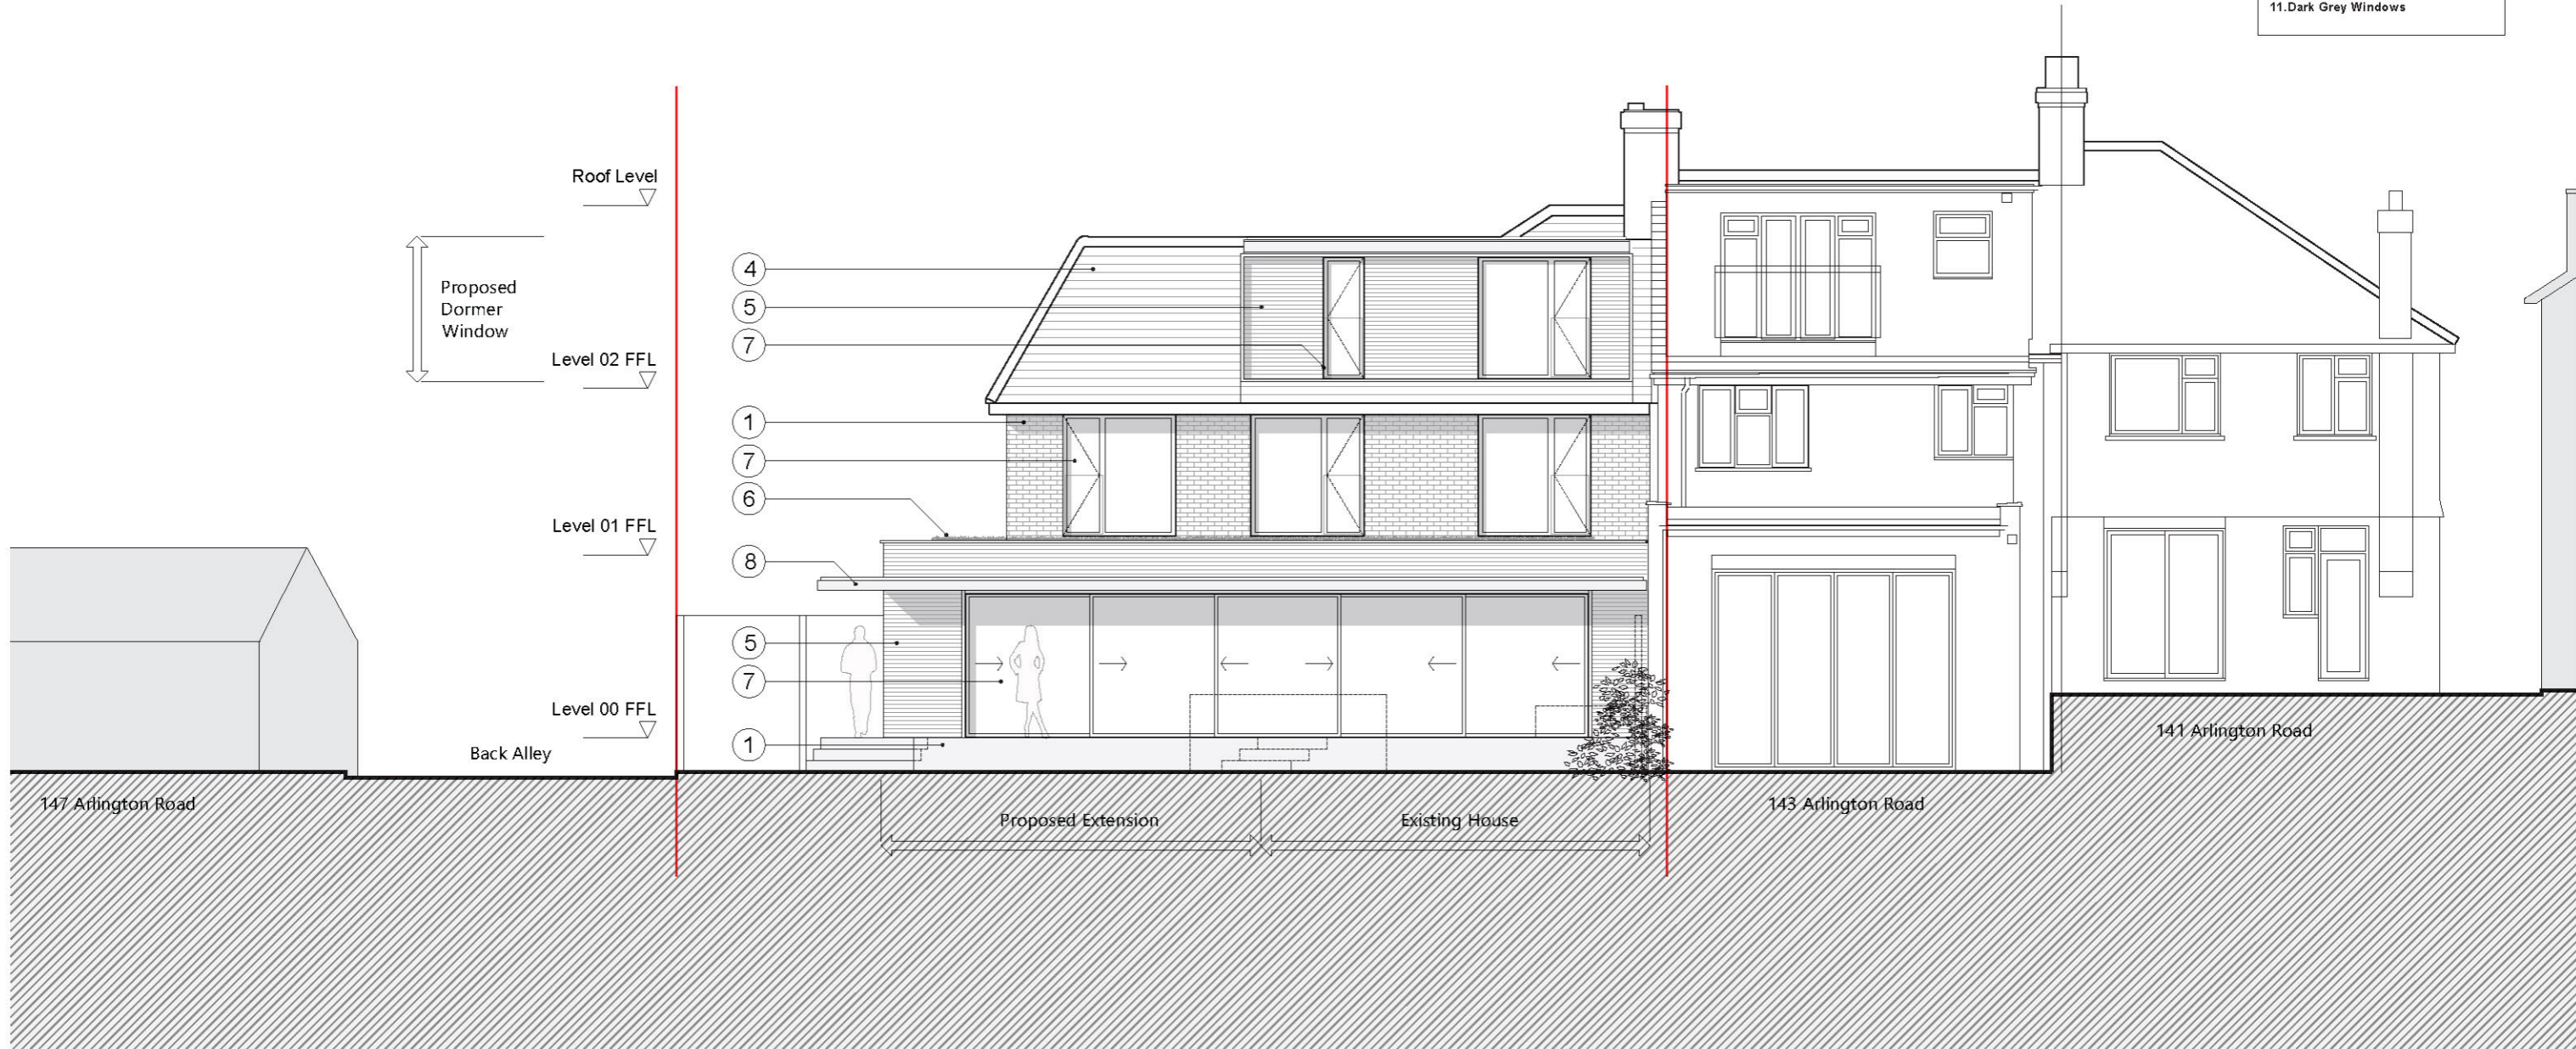 11.Dark Grey Windows
Roof Level
Proposed
Dormer
Window
Level 02 FFL
Level 01 FFL
Level 00 FFL
Back Alley
4
5
7
1
7
6
8
5
7
1
147 Arlington Road
Proposed Extension
Existing House
143 Arlington Road
141 Arlington Road